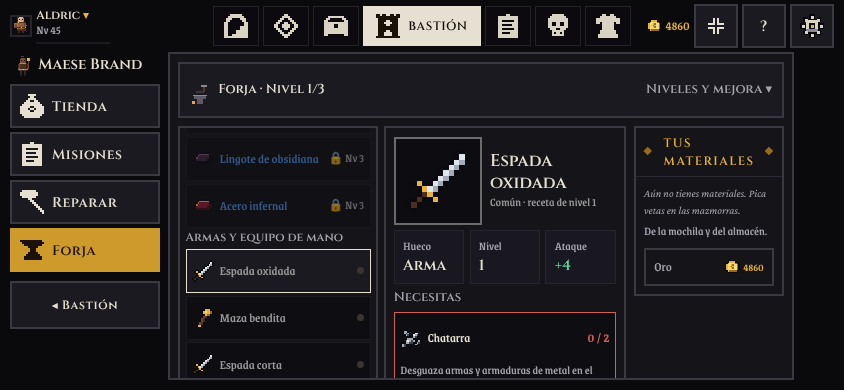 Aldric ▾
Nv 45
Bastión
4860
?
Maese Brand
Tienda
Misiones
Reparar
Forja
◂ Bastión
Forja · Nivel 1/3
Niveles y mejora ▾
Lingote de obsidiana
Nv 3
Acero infernal
Nv 3
Armas y equipo de mano
Espada oxidada
Maza bendita
Espada corta
Espada
oxidada
Común · receta de nivel 1
Hueco
Arma
Nivel
1
Ataque
+4
Necesitas
Chatarra
0 / 2
Desguaza armas y armaduras de metal en el
Tus
materiales
Aún no tienes materiales. Pica
vetas en las mazmorras.
De la mochila y del almacén.
Oro
4860